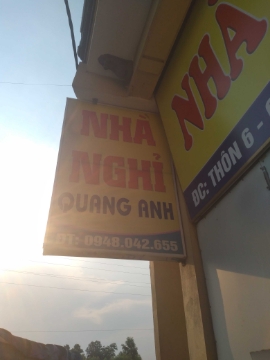 NHÀ
NGHỈ
QUANG ANH
ĐT: 0948.042.655
NHÀ
ĐC: THÔN 6 -